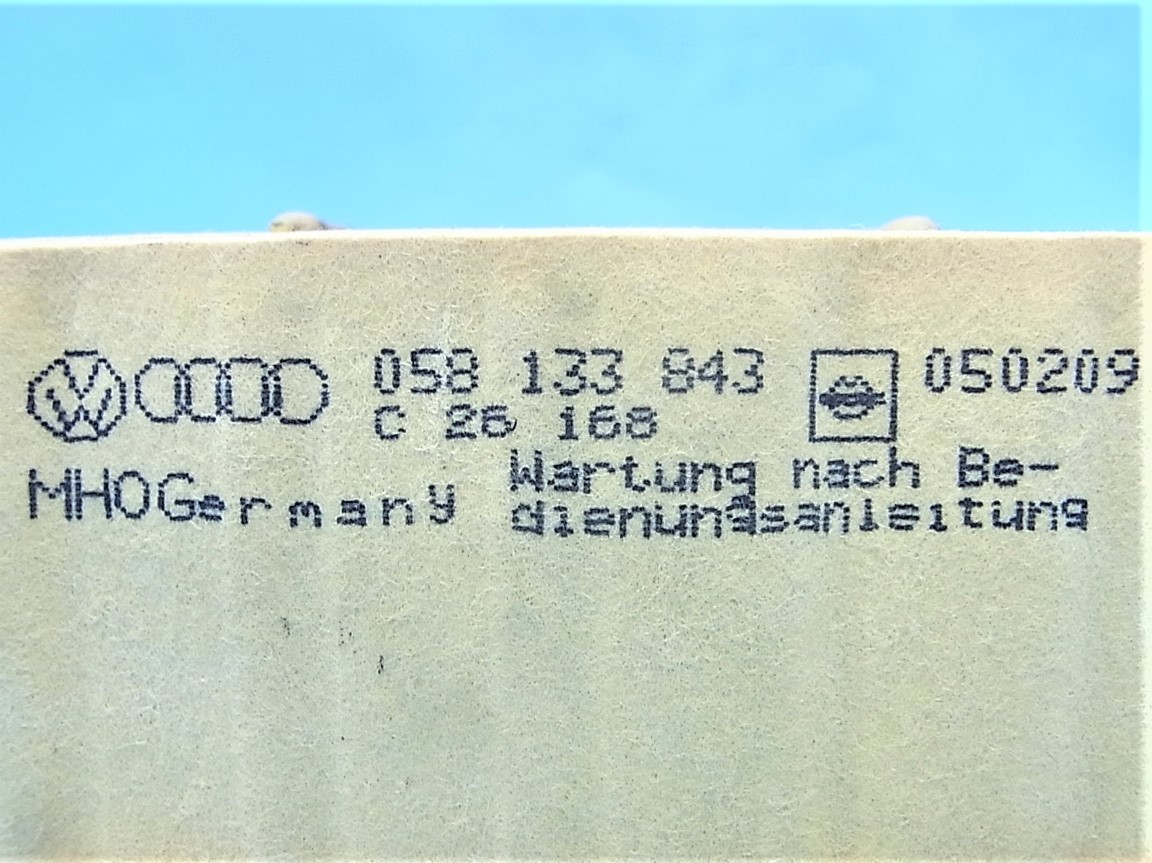 058 133 843 050209
C 26 168
MHOGermany Wartung nach Be-
dienungsanleitung